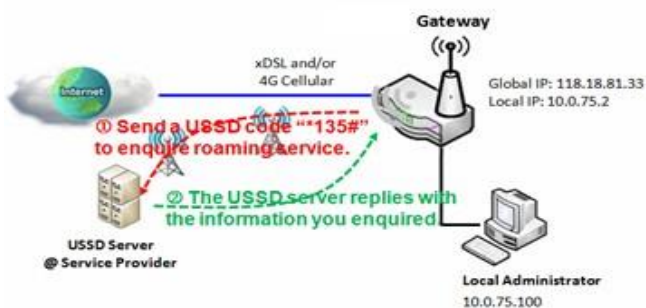 Gateway
xDSL and/or
4G Cellular
Global IP: 118.18.81.33
Local IP: 10.0.75.2
Internet
① Send a USSD code “*135#”
to enquire roaming service.
② The USSD server replies with
the information you enquired
USSD Server
@ Service Provider
Local Administrator
10.0.75.100